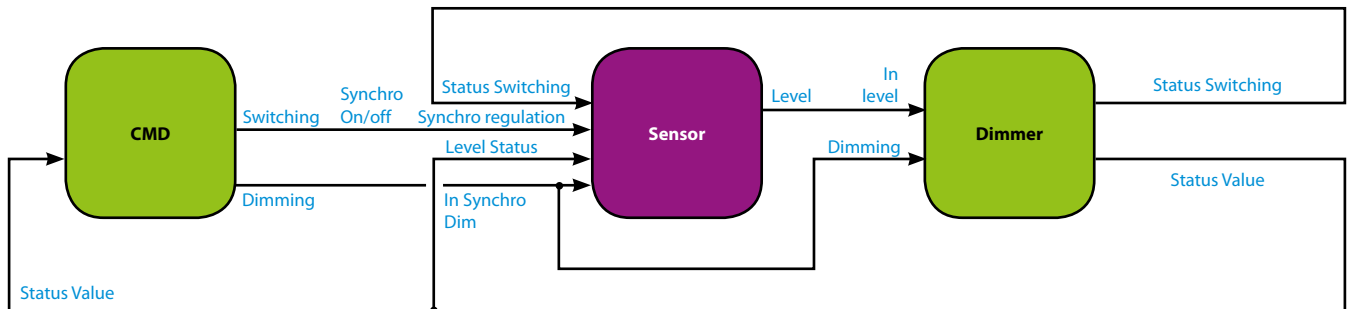 Status Switching
In
level
Level
Status Switching
Synchro
On/off
Switching
Synchro regulation
CMD
Sensor
Dimmer
Level Status
Dimming
Status Value
Dimming
In Synchro
Dim
Status Value